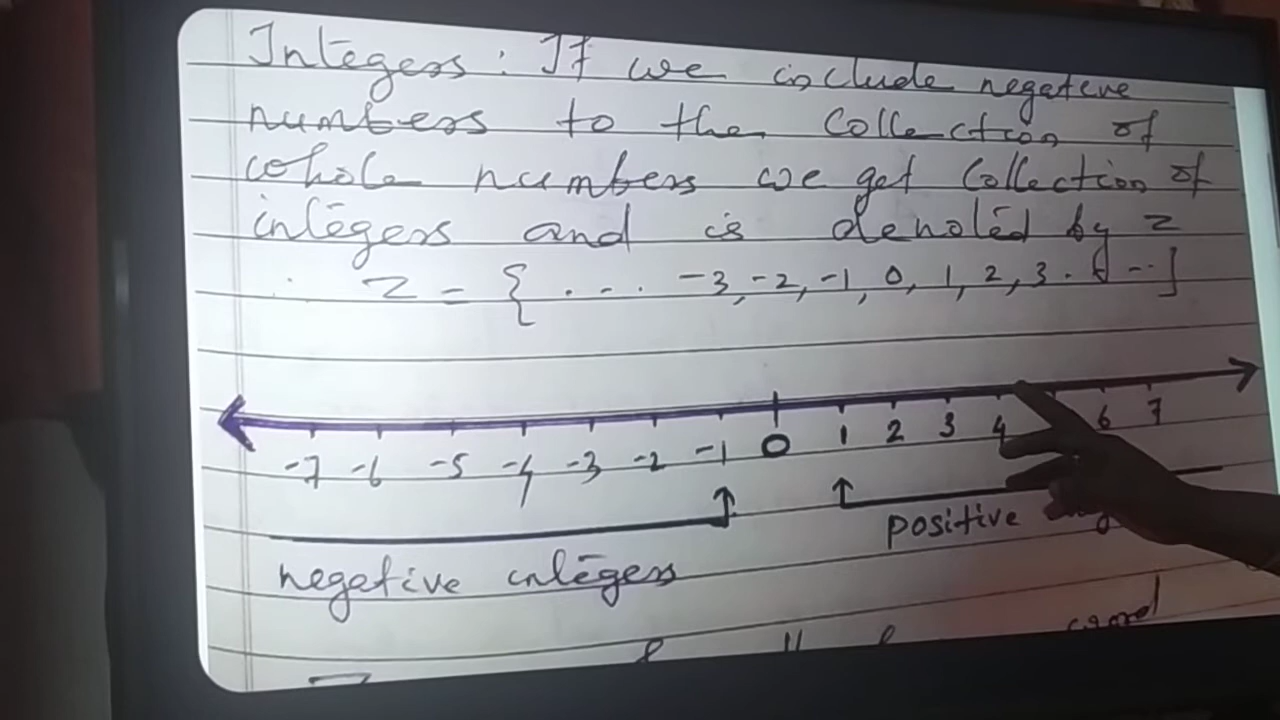 Integers : If we include negative
numbers to the collection of
whole numbers we get collection of
integers and is denoted by Z
Z = { . . . -3, -2, -1, 0, 1, 2, 3 . . . . }
-7 -6 -5 -4 -3 -2 -1 0 1 2 3 4 6 7
positive
negative integers
word